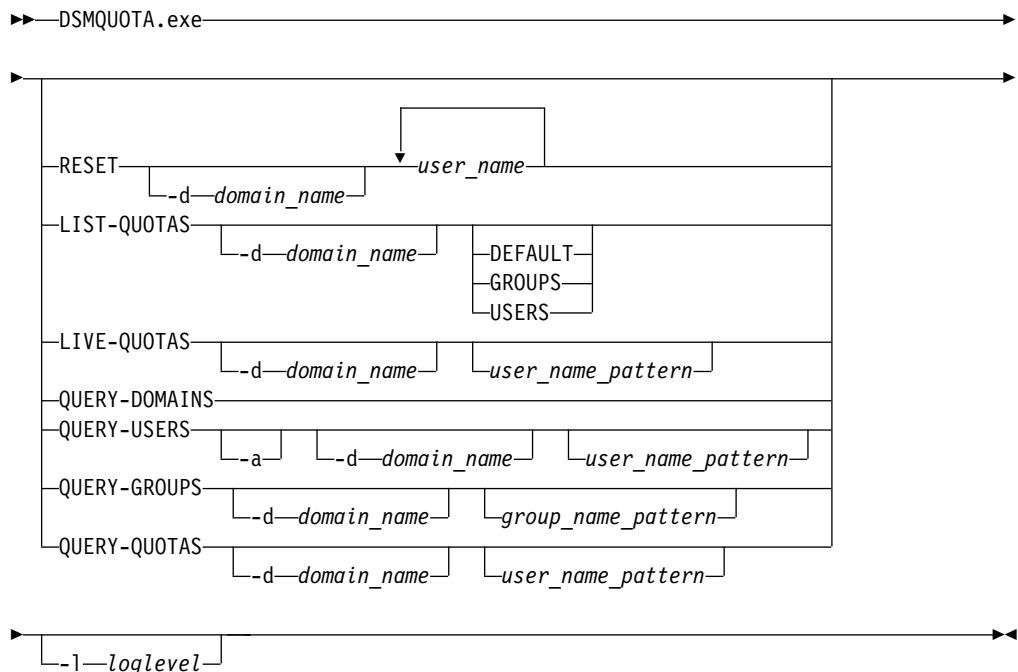 DSMQUOTA.exe
RESET -d domain_name user_name
LIST-QUOTAS -d domain_name DEFAULT
GROUPS
USERS
LIVE-QUOTAS -d domain_name user_name_pattern
QUERY-DOMAINS
QUERY-USERS -a -d domain_name user_name_pattern
QUERY-GROUPS -d domain_name group_name_pattern
QUERY-QUOTAS -d domain_name user_name_pattern
-l loglevel